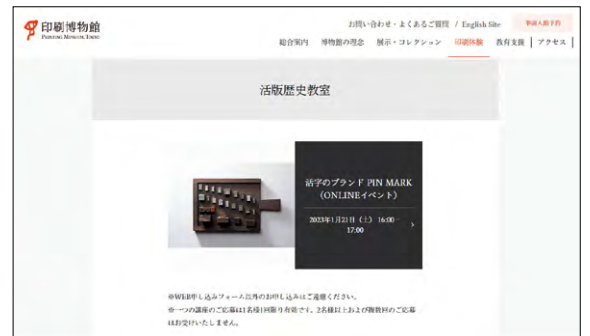 印刷博物館
PRINTING MUSEUM, TOKYO
お問い合わせ・よくあるご質問 / English Site
事前入館予約
総合案内 博物館の理念 展示・コレクション 印刷体験 教育支援 | アクセス |
活版歴史教室
活字のブランド PIN MARK
（ONLINEイベント）
2023年1月21日（土） 16:00 –
17:00
※WEB申し込みフォーム以外のお申し込みはご遠慮ください。
※一つの講座のご応募は1名様1回限り有効です。2名様以上および複数回のご応募
はお受けいたしません。